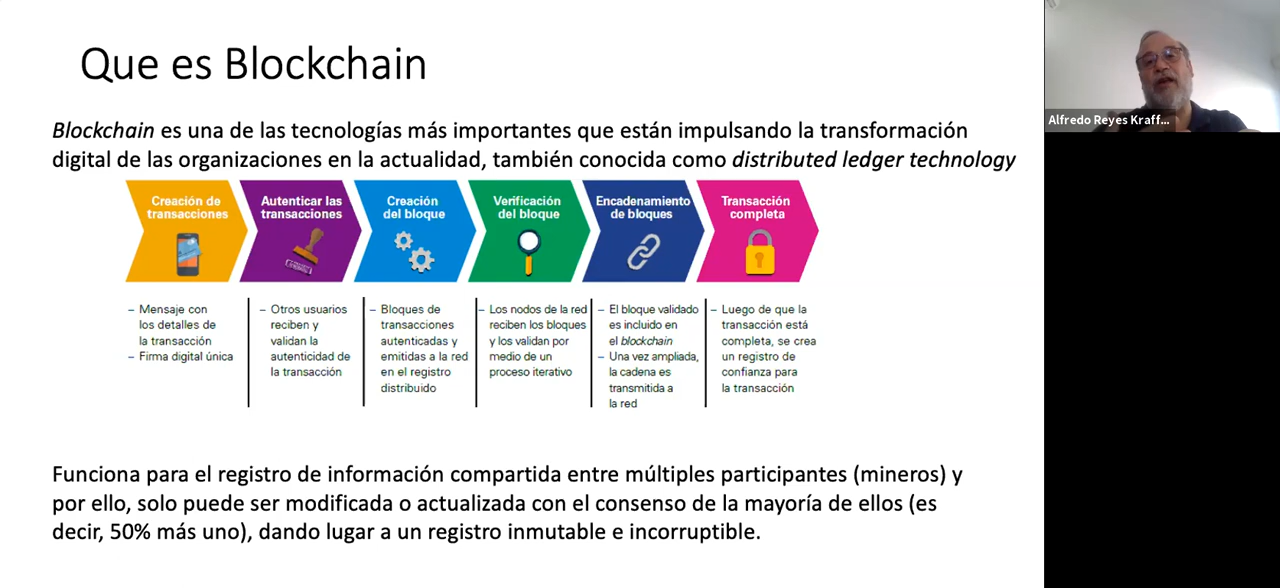 Que es Blockchain
Blockchain es una de las tecnologías más importantes que están impulsando la transformación
digital de las organizaciones en la actualidad, también conocida como distributed ledger technology
Creación de
transacciones
Autenticar las
transacciones
Creación
del bloque
Verificación
del bloque
Encadenamiento
de bloques
Transacción
completa
– Mensaje con
los detalles de
la transacción
– Firma digital única
– Otros usuarios
reciben y
validan la
autenticidad de
la transacción
– Bloques de
transacciones
autenticadas y
emitidas a la red
en el registro
distribuido
– Los nodos de la red
reciben los bloques
y los validan por
medio de un
proceso iterativo
– El bloque validado
es incluido en
el blockchain
– Una vez ampliada,
la cadena es
transmitida a
la red
– Luego de que la
transacción está
completa, se crea
un registro de
confianza para
la transacción
Funciona para el registro de información compartida entre múltiples participantes (mineros) y
por ello, solo puede ser modificada o actualizada con el consenso de la mayoría de ellos (es
decir, 50% más uno), dando lugar a un registro inmutable e incorruptible.
Alfredo Reyes Kraff...